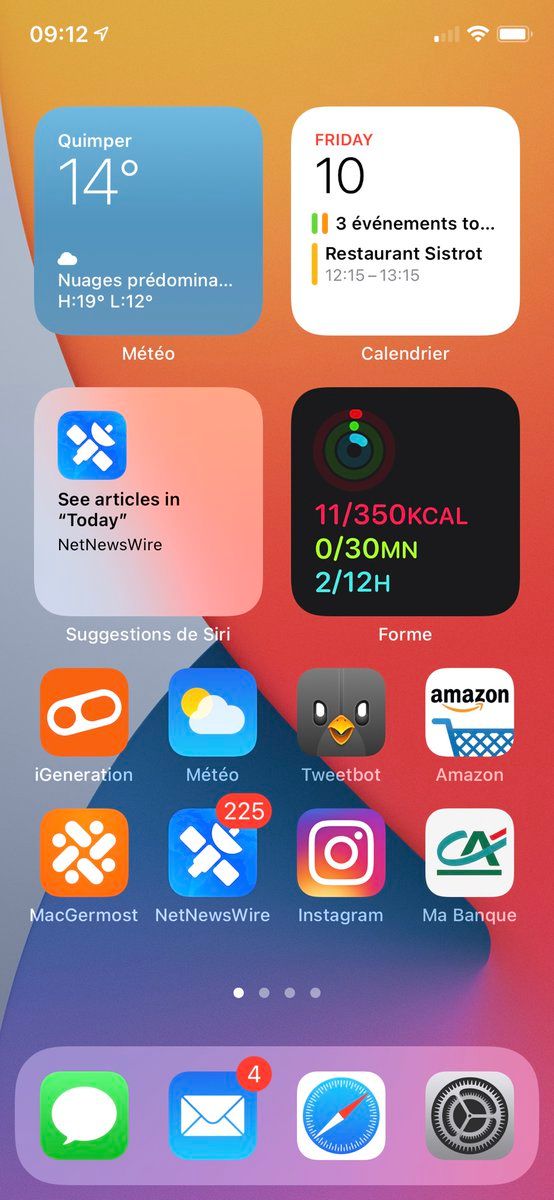 09:12
Quimper
14°
Nuages prédomina...
H:19° L:12°
Météo
FRIDAY
10
3 événements to...
Restaurant Sistrot
12:15 – 13:15
Calendrier
See articles in
“Today”
NetNewsWire
Suggestions de Siri
11/350KCAL
0/30MN
2/12H
Forme
amazon
iGeneration
Météo
Tweetbot
Amazon
225
CA
MacGermost
NetNewsWire
Instagram
Ma Banque
4